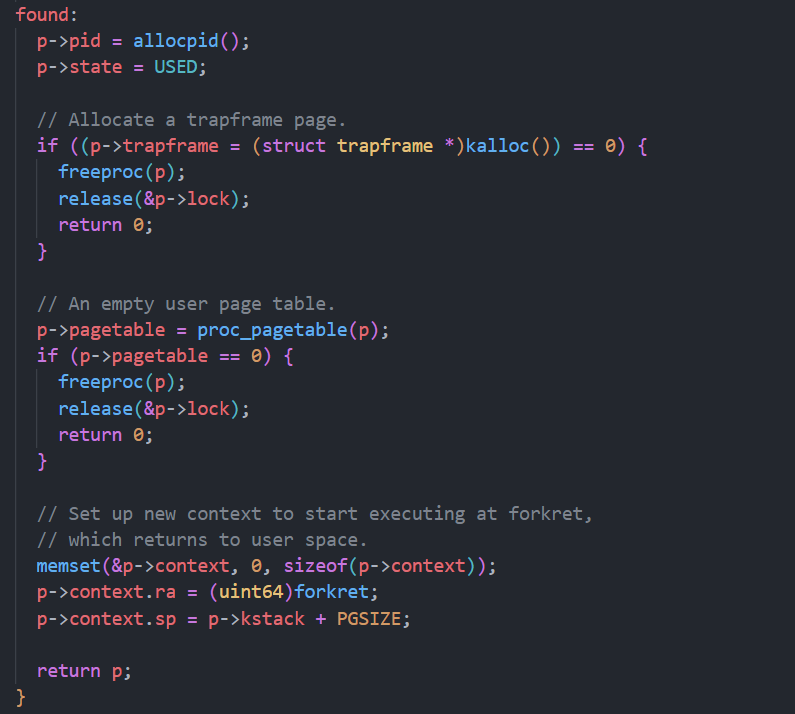 found:
  p->pid = allocpid();
  p->state = USED;

  // Allocate a trapframe page.
  if ((p->trapframe = (struct trapframe *)kalloc()) == 0) {
    freeproc(p);
    release(&p->lock);
    return 0;
  }

  // An empty user page table.
  p->pagetable = proc_pagetable(p);
  if (p->pagetable == 0) {
    freeproc(p);
    release(&p->lock);
    return 0;
  }

  // Set up new context to start executing at forkret,
  // which returns to user space.
  memset(&p->context, 0, sizeof(p->context));
  p->context.ra = (uint64)forkret;
  p->context.sp = p->kstack + PGSIZE;

  return p;
}